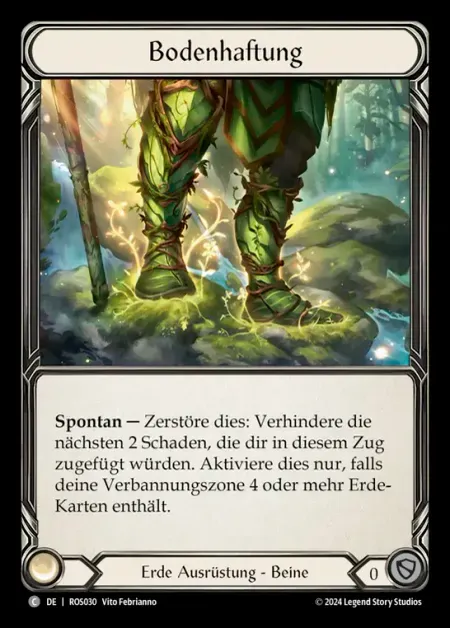 Bodenhaftung
Spontan — Zerstöre dies: Verhindere die
nächsten 2 Schaden, die dir in diesem Zug
zugefügt würden. Aktiviere dies nur, falls
deine Verbannungszone 4 oder mehr Erde-
Karten enthält.
Erde Ausrüstung - Beine
0
C DE | ROS030 Vito Febrianno
© 2024 Legend Story Studios